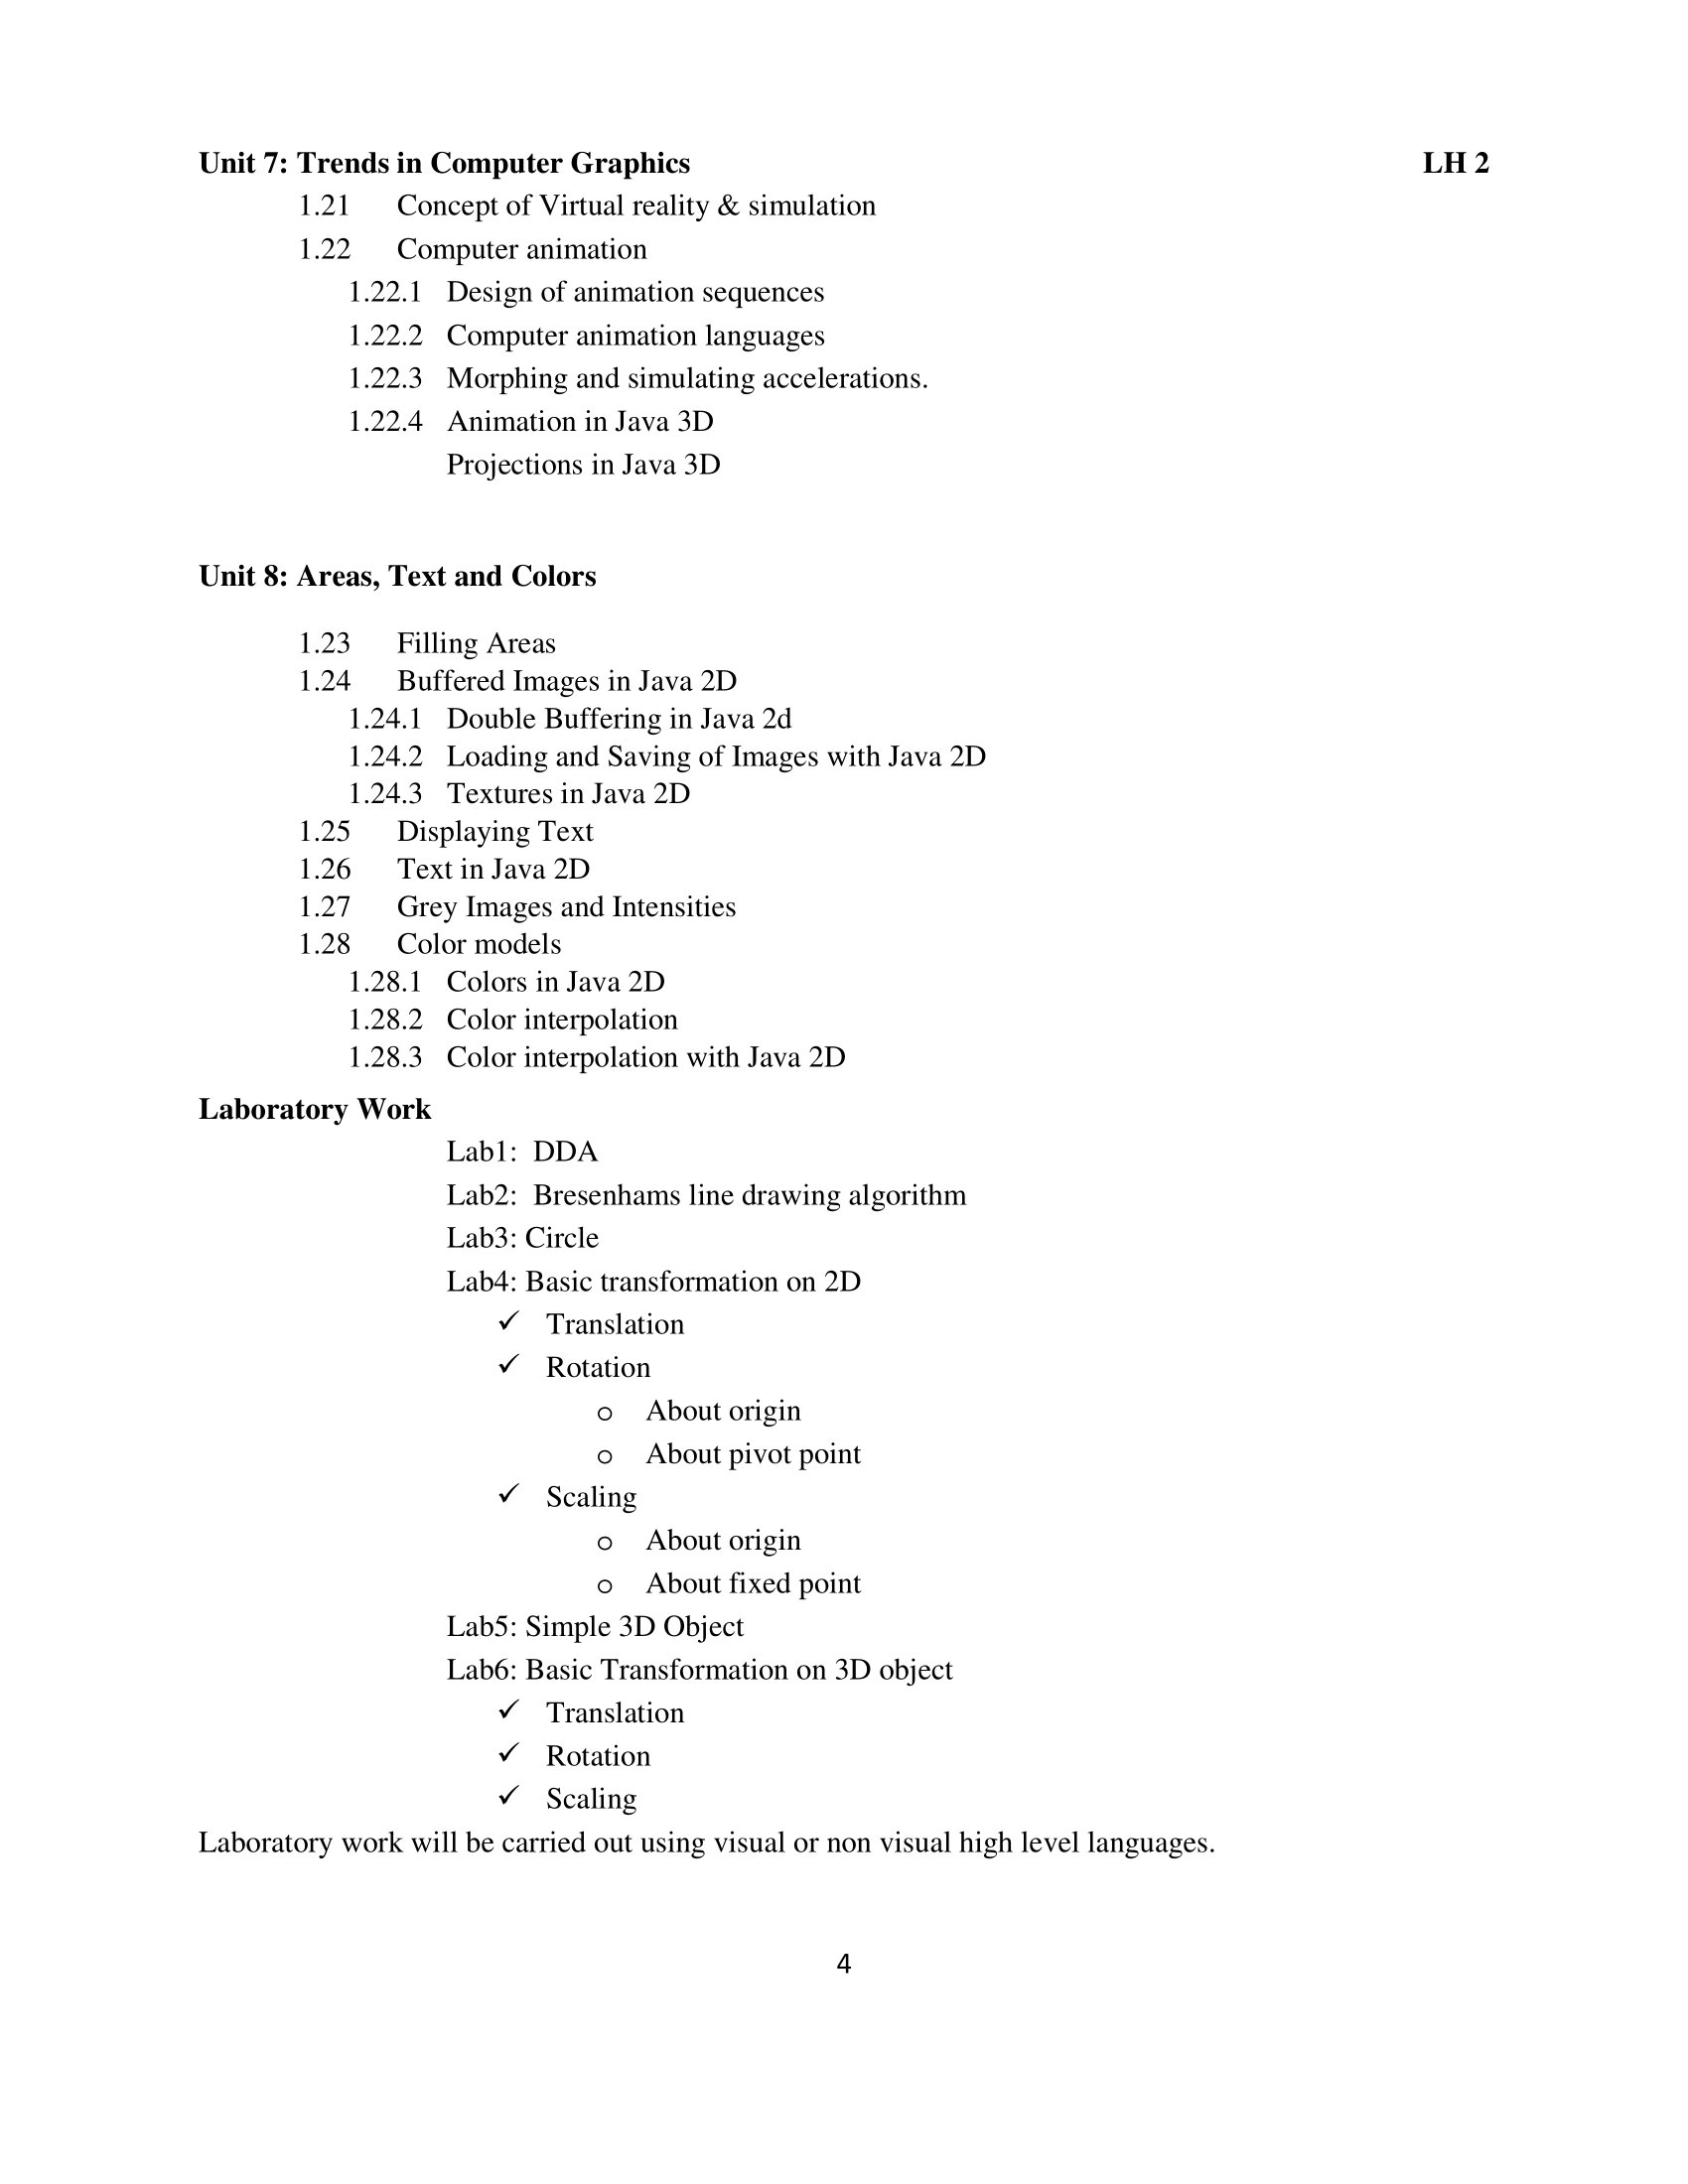 Unit 7: Trends in Computer Graphics LH 2
1.21 Concept of Virtual reality & simulation
1.22 Computer animation
1.22.1 Design of animation sequences
1.22.2 Computer animation languages
1.22.3 Morphing and simulating accelerations.
1.22.4 Animation in Java 3D
Projections in Java 3D
Unit 8: Areas, Text and Colors
1.23 Filling Areas
1.24 Buffered Images in Java 2D
1.24.1 Double Buffering in Java 2d
1.24.2 Loading and Saving of Images with Java 2D
1.24.3 Textures in Java 2D
1.25 Displaying Text
1.26 Text in Java 2D
1.27 Grey Images and Intensities
1.28 Color models
1.28.1 Colors in Java 2D
1.28.2 Color interpolation
1.28.3 Color interpolation with Java 2D
Laboratory Work
Lab1: DDA
Lab2: Bresenhams line drawing algorithm
Lab3: Circle
Lab4: Basic transformation on 2D
✓ Translation
✓ Rotation
o About origin
o About pivot point
✓ Scaling
o About origin
o About fixed point
Lab5: Simple 3D Object
Lab6: Basic Transformation on 3D object
✓ Translation
✓ Rotation
✓ Scaling
Laboratory work will be carried out using visual or non visual high level languages.
4